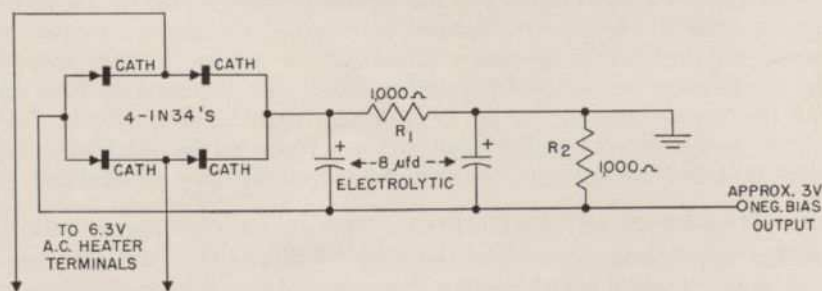 CATH
CATH
4-IN34'S
CATH
CATH
1,000Ω
R1
+
+
8 μfd
ELECTROLYTIC
R2
1,000Ω
APPROX. 3V
NEG. BIAS
OUTPUT
TO 6.3V
A.C. HEATER
TERMINALS